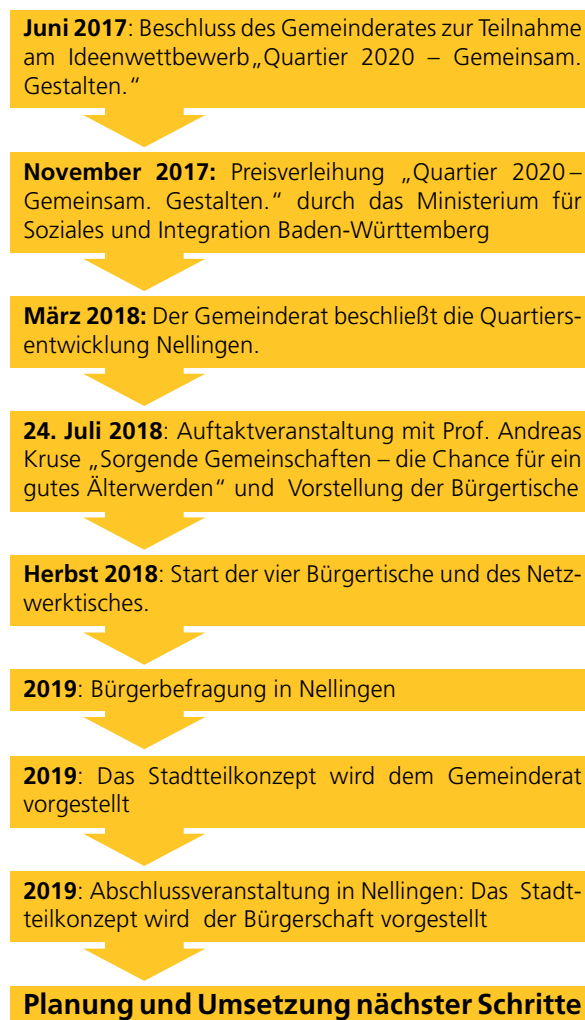 Juni 2017: Beschluss des Gemeinderates zur Teilnahme
am Ideenwettbewerb „Quartier 2020 – Gemeinsam.
Gestalten.“
November 2017: Preisverleihung „Quartier 2020 –
Gemeinsam. Gestalten.“ durch das Ministerium für
Soziales und Integration Baden-Württemberg
März 2018: Der Gemeinderat beschließt die Quartiers-
entwicklung Nellingen.
24. Juli 2018: Auftaktveranstaltung mit Prof. Andreas
Kruse „Sorgende Gemeinschaften – die Chance für ein
gutes Älterwerden“ und Vorstellung der Bürgertische
Herbst 2018: Start der vier Bürgertische und des Netz-
werktisches.
2019: Bürgerbefragung in Nellingen
2019: Das Stadtteilkonzept wird dem Gemeinderat
vorgestellt
2019: Abschlussveranstaltung in Nellingen: Das Stadt-
teilkonzept wird der Bürgerschaft vorgestellt
Planung und Umsetzung nächster Schritte